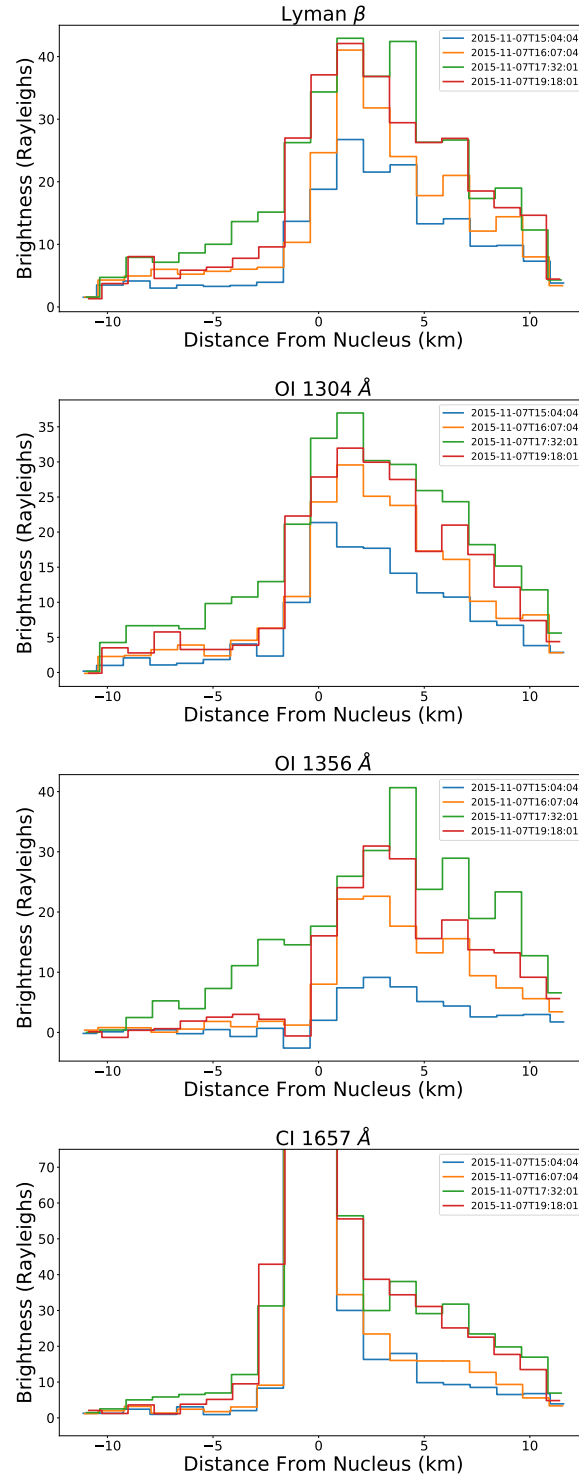 Lyman β
Brightness (Rayleighs)
40
30
20
10
0
2015-11-07T15:04:04
2015-11-07T16:07:04
2015-11-07T17:32:01
2015-11-07T19:18:01
−10
−5
0
5
10
Distance From Nucleus (km)
OI 1304 Å
Brightness (Rayleighs)
35
30
25
20
15
10
5
0
2015-11-07T15:04:04
2015-11-07T16:07:04
2015-11-07T17:32:01
2015-11-07T19:18:01
−10
−5
0
5
10
Distance From Nucleus (km)
OI 1356 Å
Brightness (Rayleighs)
40
30
20
10
0
2015-11-07T15:04:04
2015-11-07T16:07:04
2015-11-07T17:32:01
2015-11-07T19:18:01
−10
−5
0
5
10
Distance From Nucleus (km)
CI 1657 Å
Brightness (Rayleighs)
70
60
50
40
30
20
10
0
2015-11-07T15:04:04
2015-11-07T16:07:04
2015-11-07T17:32:01
2015-11-07T19:18:01
−10
−5
0
5
10
Distance From Nucleus (km)